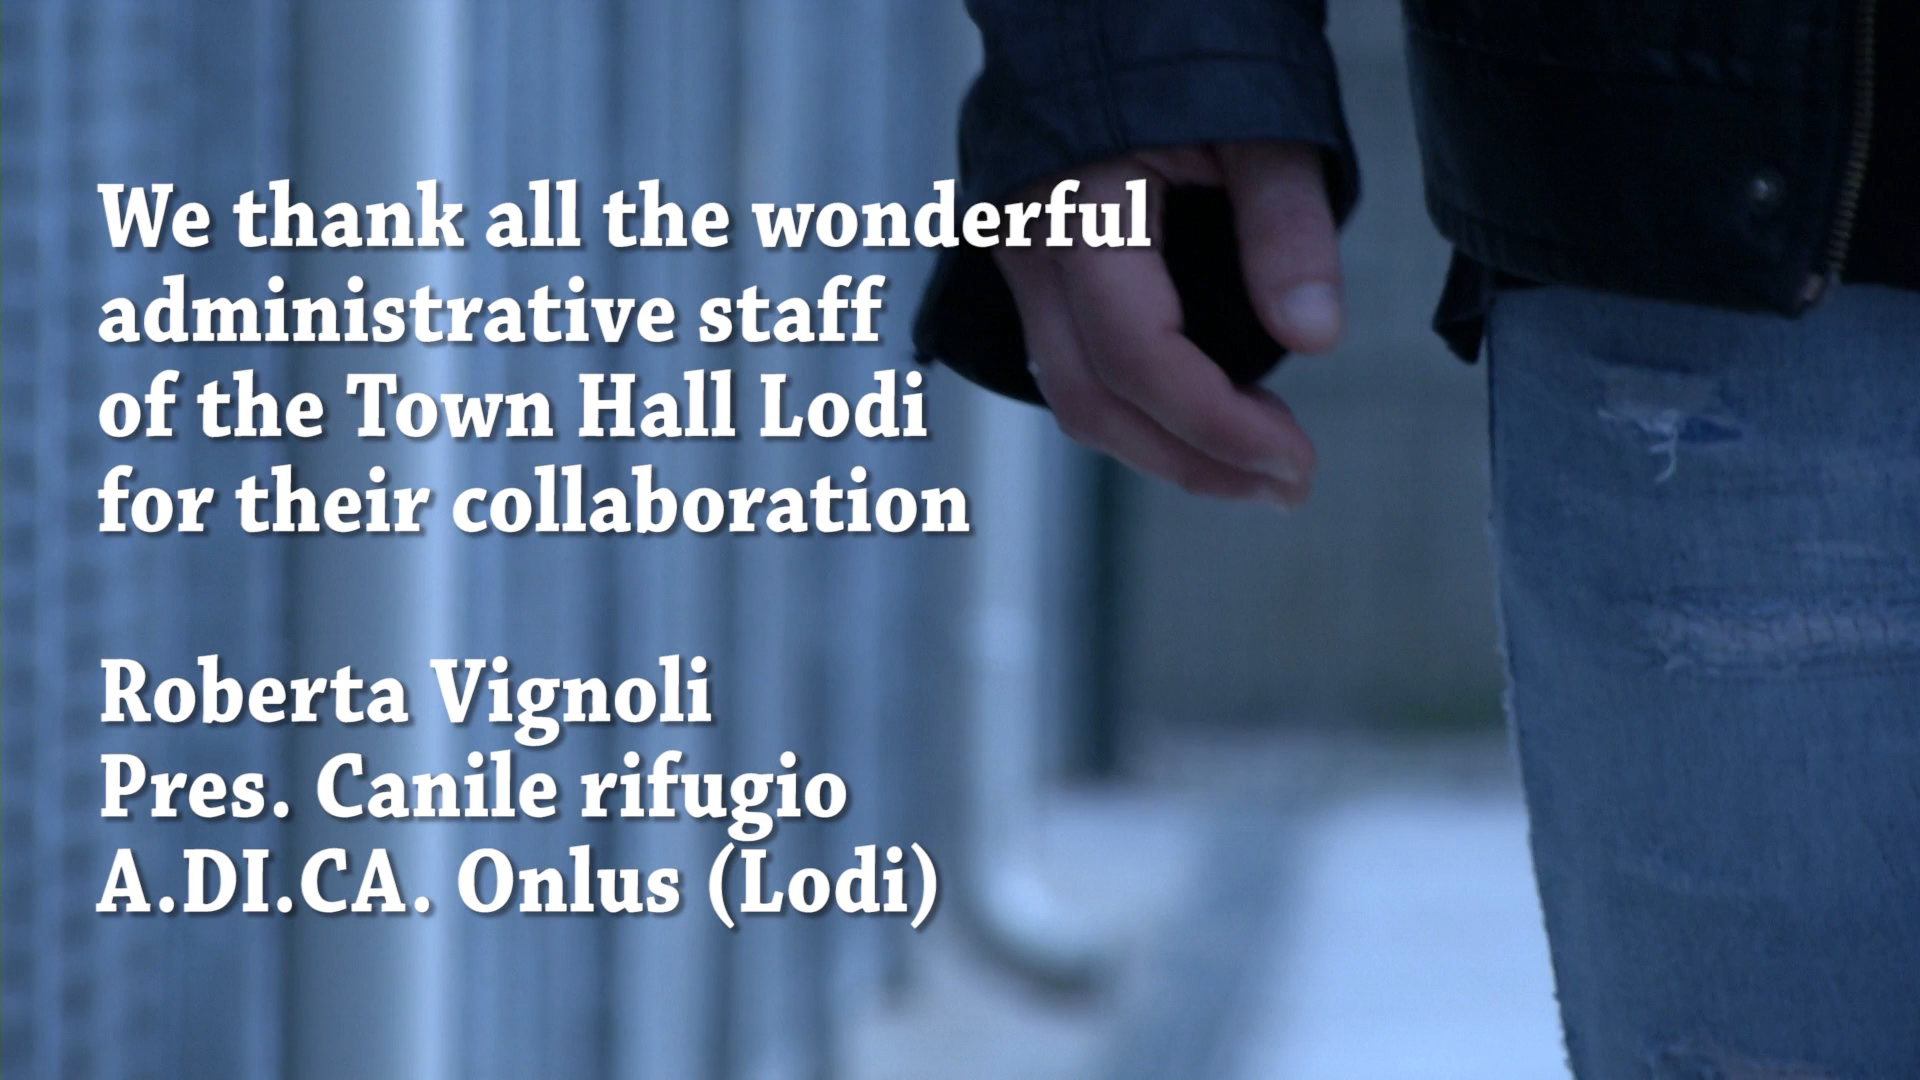 We thank all the wonderful
administrative staff
of the Town Hall Lodi
for their collaboration
Roberta Vignoli
Pres. Canile rifugio
A.DI.CA. Onlus (Lodi)